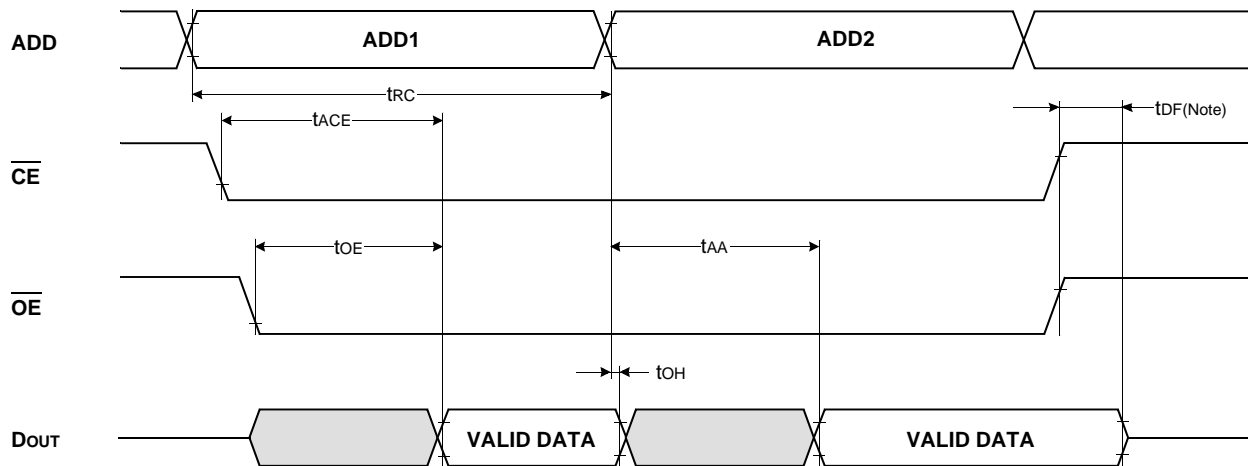 ADD
ADD1
ADD2
tRC
tACE
tDF(Note)
CE
tOE
tAA
OE
tOH
DOUT
VALID DATA
VALID DATA